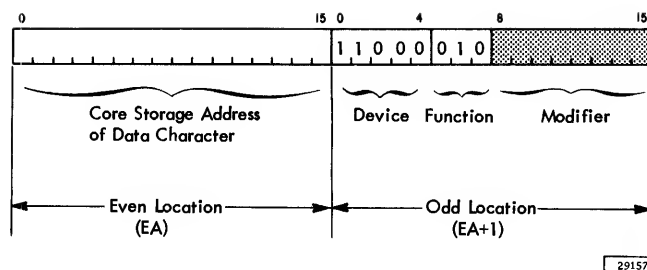 0 15 0 4 8 15
1 1 0 0 0 0 1 0
Core Storage Address
of Data Character
Device Function Modifier
Even Location
(EA)
Odd Location
(EA+1)
29157